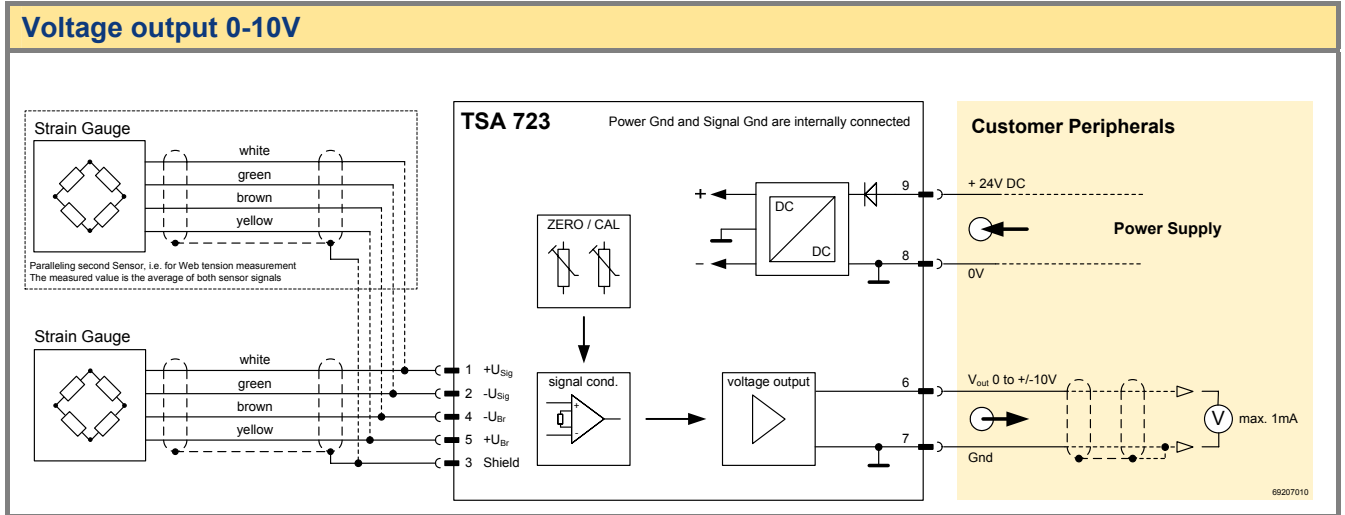 Voltage output 0-10V
Strain Gauge
white
green
brown
yellow
Paralleling second Sensor, i.e. for Web tension measurement
The measured value is the average of both sensor signals
Strain Gauge
white
green
brown
yellow
TSA 723
Power Gnd and Signal Gnd are internally connected
ZERO / CAL
+
-
DC
DC
9
8
1 +USig
2 -USig
4 -UBr
5 +UBr
3 Shield
signal cond.
+
-
voltage output
6
7
Customer Peripherals
+ 24V DC
Power Supply
0V
Vout 0 to +/-10V
V
max. 1mA
Gnd
69207010